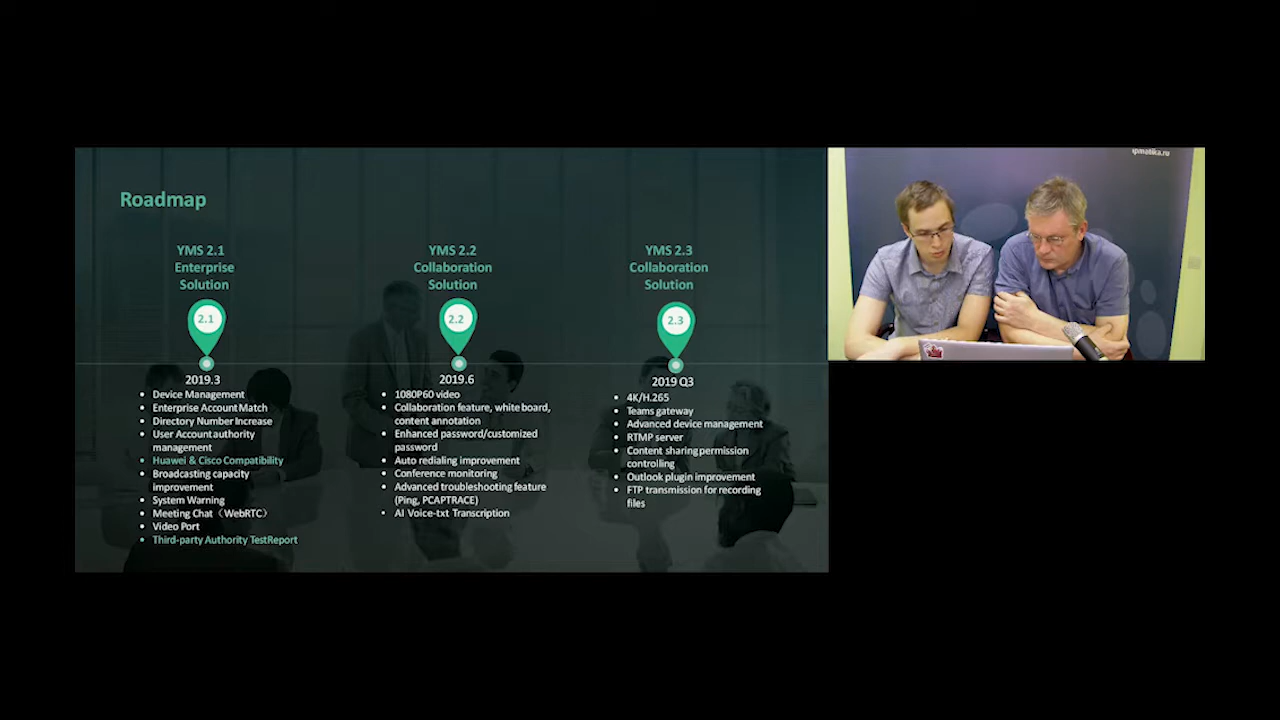 Roadmap
YMS 2.1
Enterprise
Solution
2.1
2019.3
• Device Management
• Enterprise Account Match
• Directory Number Increase
• User Account authority
management
• Huawei & Cisco Compatibility
• Broadcasting capacity
improvement
• System Warning
• Meeting Chat（WebRTC）
• Video Port
• Third-party Authority TestReport
YMS 2.2
Collaboration
Solution
2.2
2019.6
• 1080P60 video
• Collaboration feature, white board,
content annotation
• Enhanced password/customized
password
• Auto redialing improvement
• Conference monitoring
• Advanced troubleshooting feature
(Ping, PCAPTRACE)
• AI Voice-txt Transcription
YMS 2.3
Collaboration
Solution
2.3
2019 Q3
• 4K/H.265
• Teams gateway
• Advanced device management
• RTMP server
• Content sharing permission
controlling
• Outlook plugin improvement
• FTP transmission for recording
files
ipmatika.ru